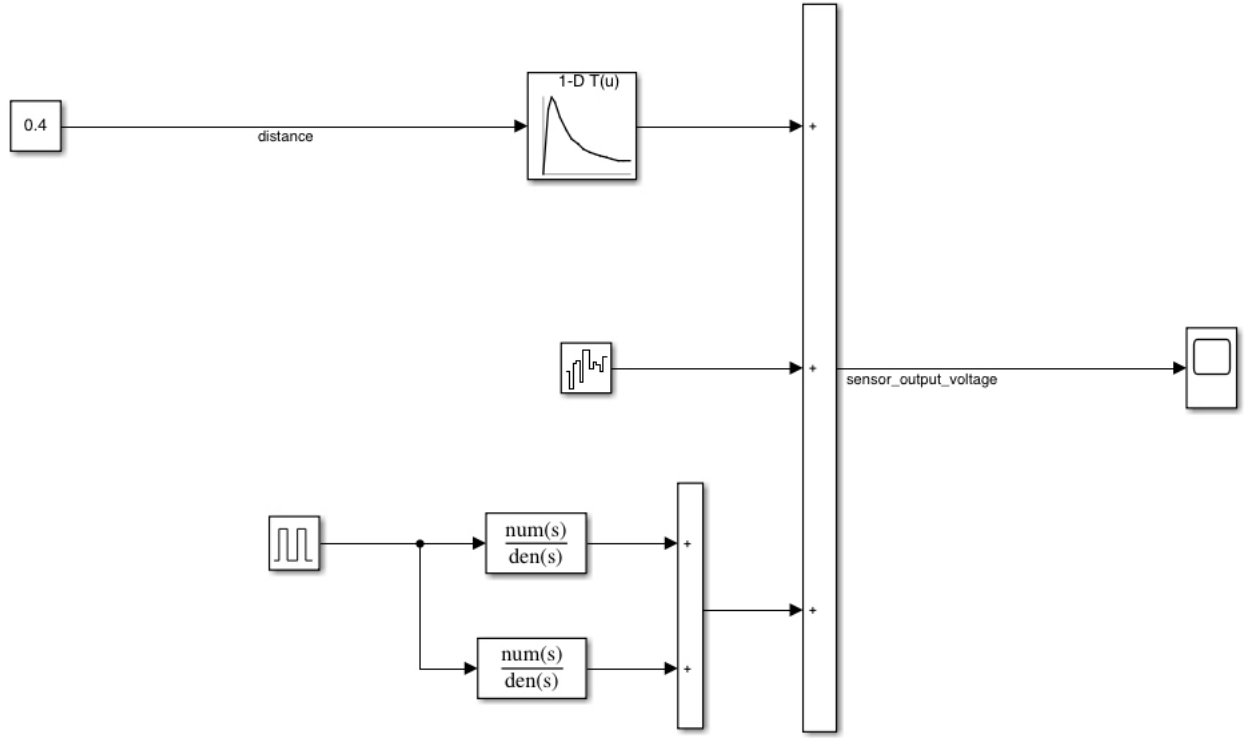 1-D T(u)
0.4
distance
+
+
sensor_output_voltage
num(s)
den(s)
+
+
num(s)
den(s)
+